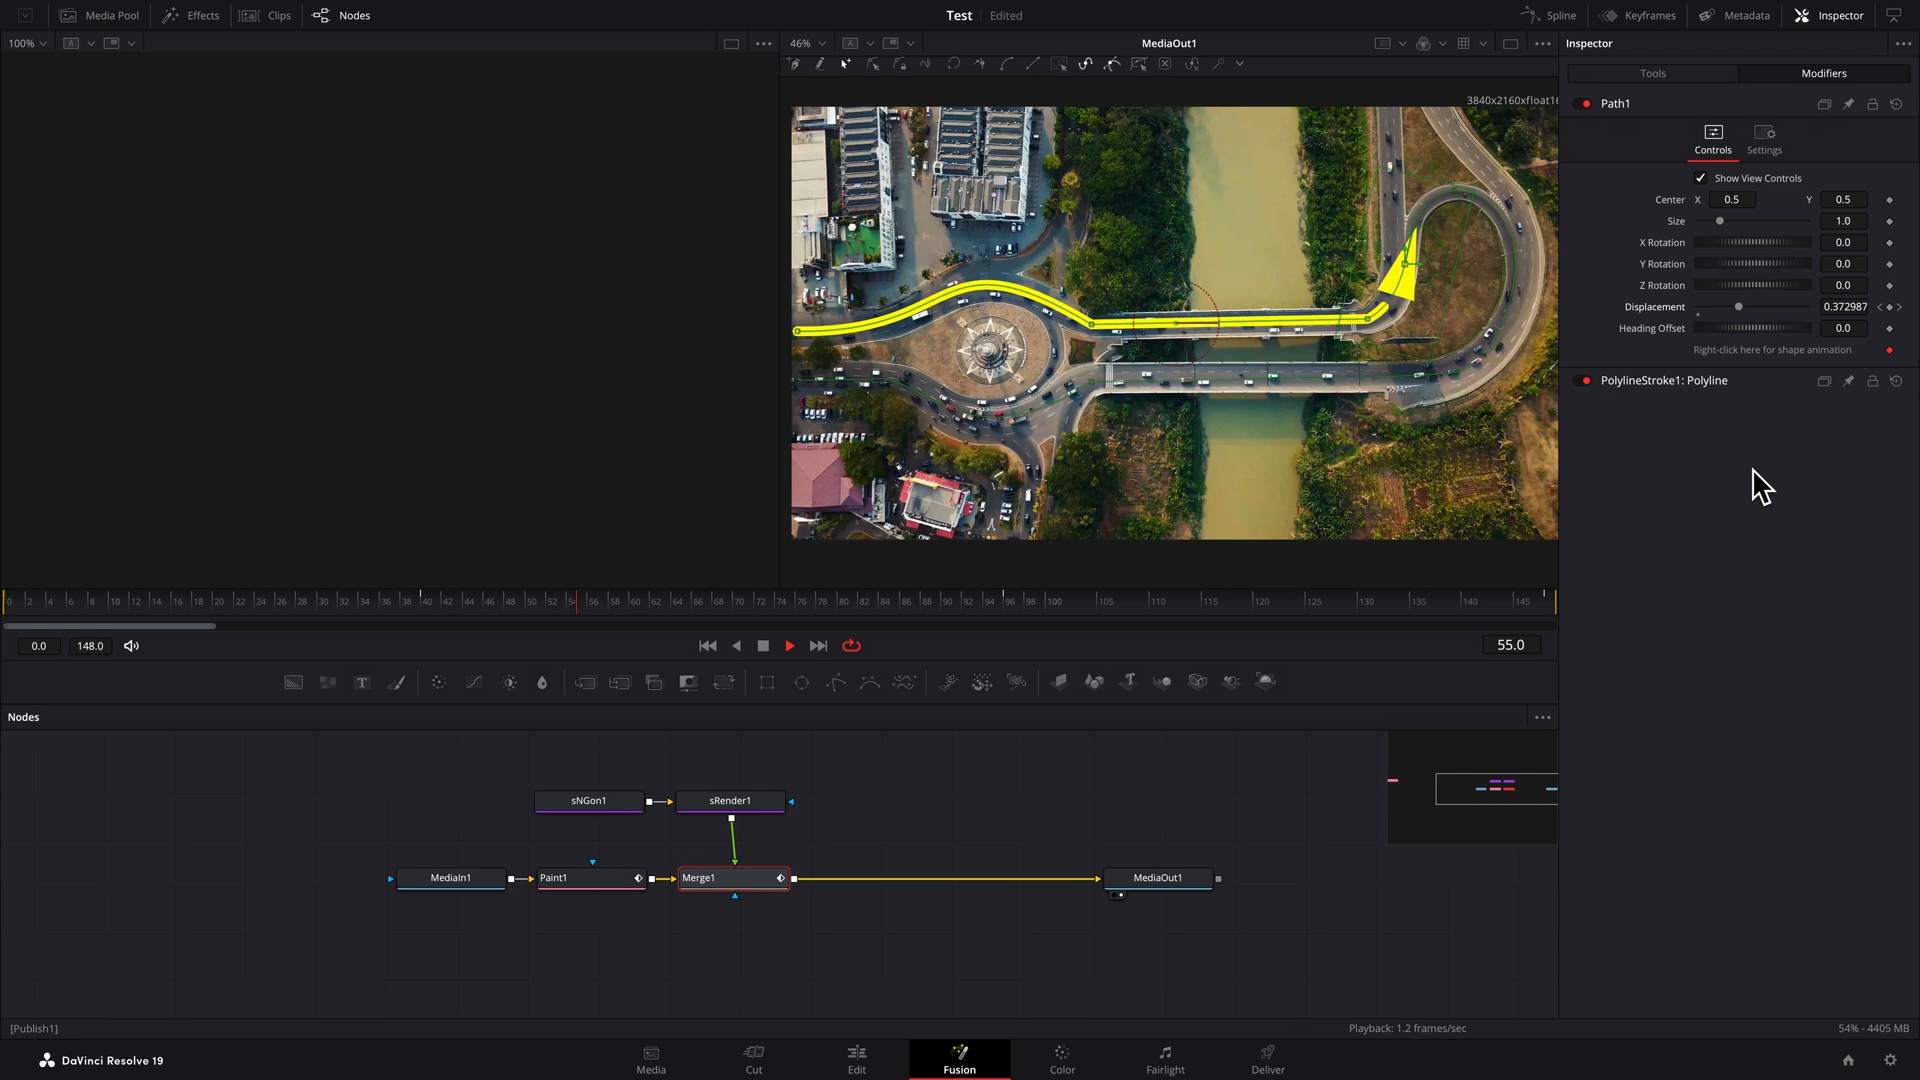 Media Pool
Effects
Clips
Nodes
Test
Edited
Spline
Keyframes
Metadata
Inspector
100%
46%
MediaOut1
Inspector
Tools
Modifiers
Path1
Controls
Settings
Show View Controls
Center X 0.5 Y 0.5
Size 1.0
X Rotation 0.0
Y Rotation 0.0
Z Rotation 0.0
Displacement 0.372987
Heading Offset 0.0
Right-click here for shape animation
PolylineStroke1: Polyline
3840x2160xfloat16
0 2 4 6 8 10 12 14 16 18 20 22 24 26 28 30 32 34 36 38 40 42 44 46 48 50 52 54 56 58 60 62 64 66 68 70 72 74 76 78 80 82 84 86 88 90 92 94 96 98 100 105 110 115 120 125 130 135 140 145
0.0
148.0
55.0
Nodes
sNGon1
sRender1
MediaIn1
Paint1
Merge1
MediaOut1
[Publish1]
Playback: 1.2 frames/sec
54% - 4405 MB
DaVinci Resolve 19
Media
Cut
Edit
Fusion
Color
Fairlight
Deliver